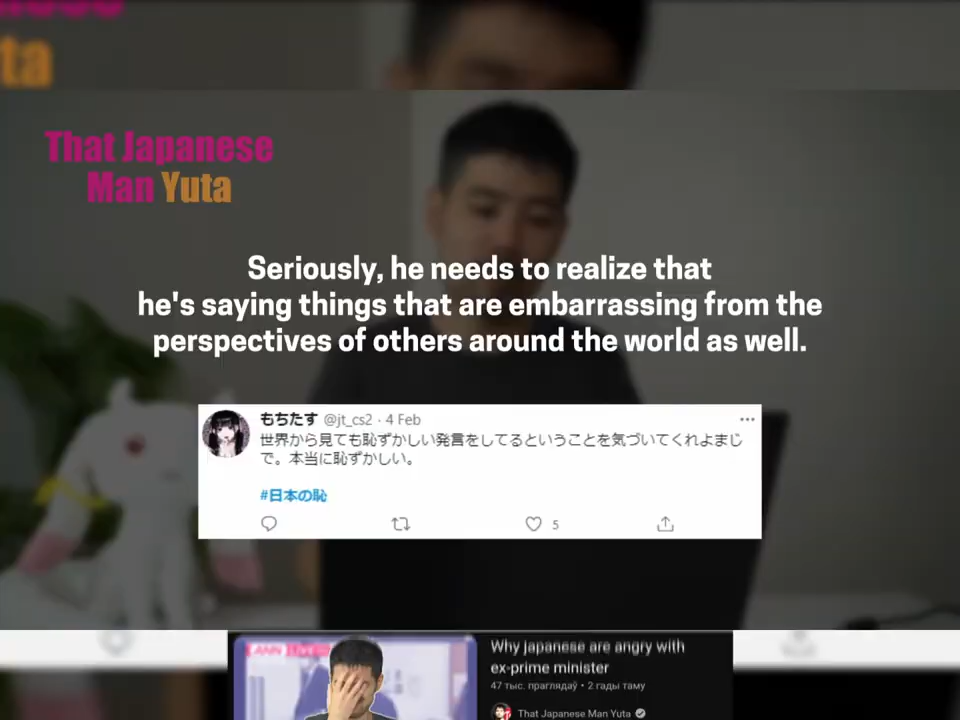 ta
That Japanese
Man Yuta
Seriously, he needs to realize that
he's saying things that are embarrassing from the
perspectives of others around the world as well.
もちたす @jt_cs2 · 4 Feb
世界から見ても恥ずかしい発言をしてるということを気づいてくれよまじ
で。本当に恥ずかしい。
#日本の恥
5
Why Japanese are angry with
ex-prime minister
47 тыс. праглядаў • 2 гады таму
That Japanese Man Yuta